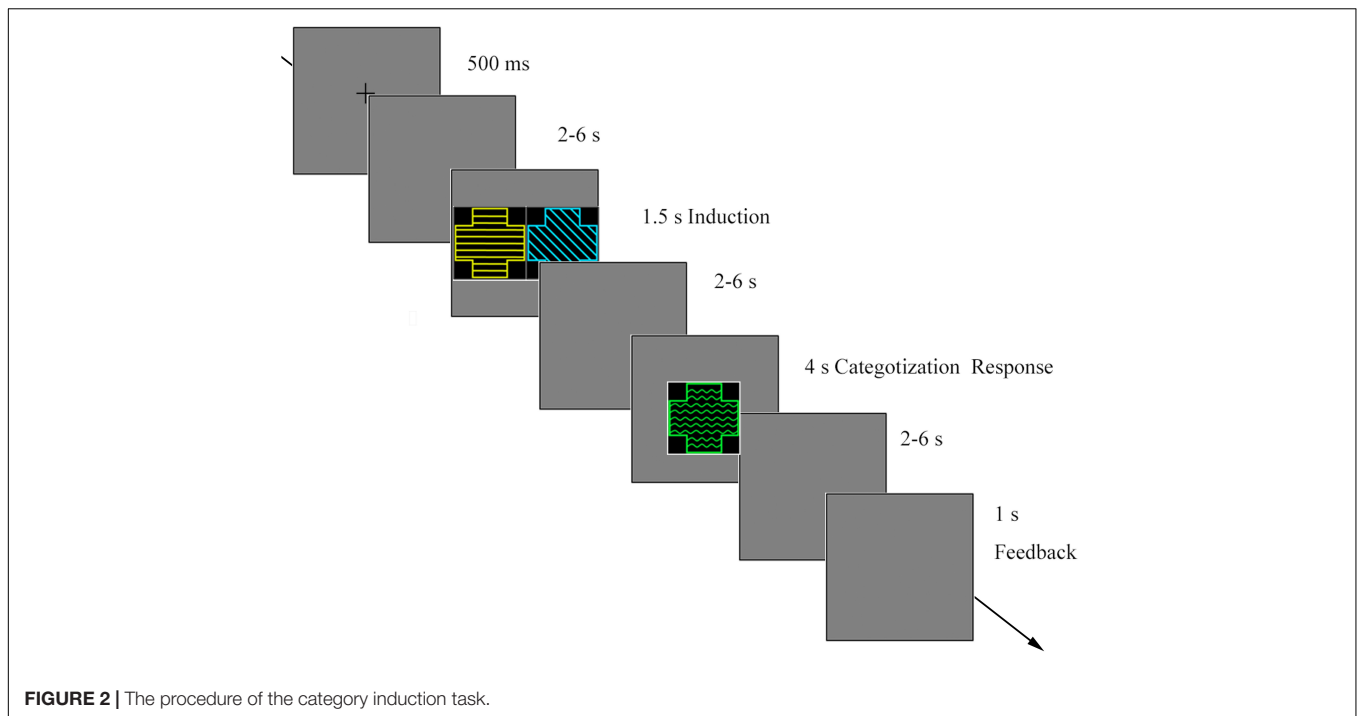 500 ms
2-6 s
1.5 s Induction
2-6 s
4 s Categotization Response
2-6 s
1 s
Feedback
FIGURE 2 | The procedure of the category induction task.